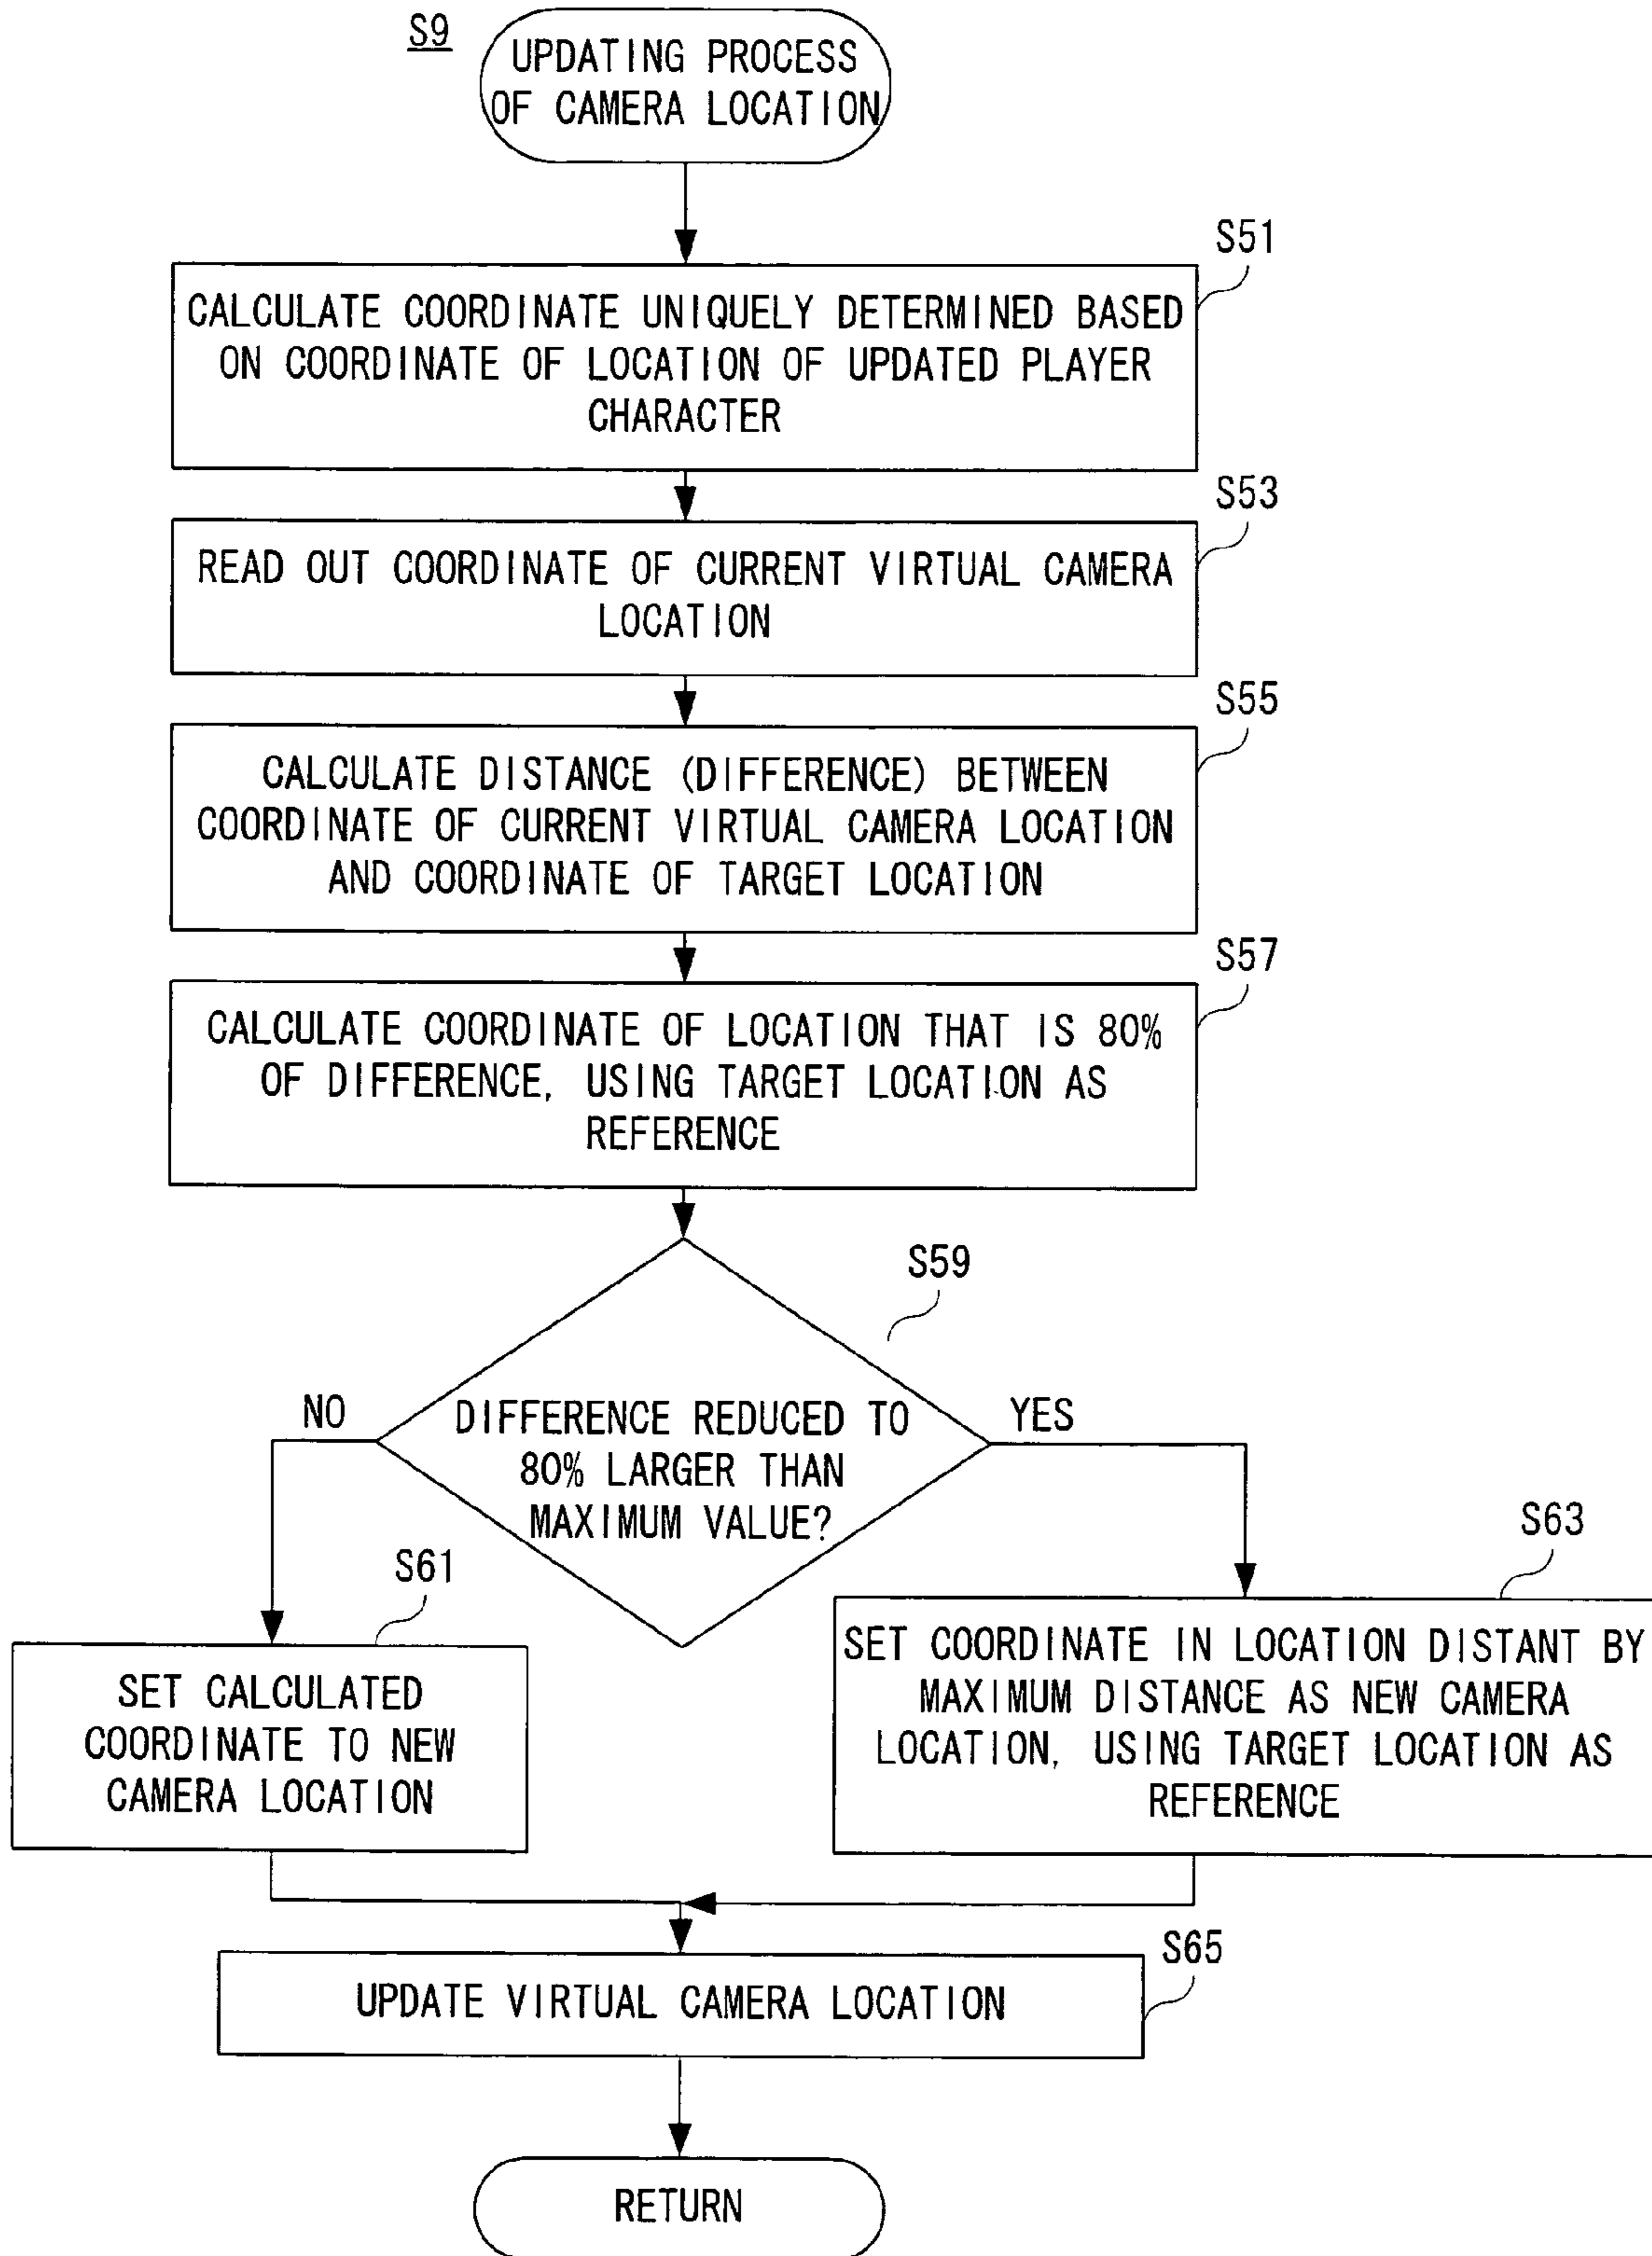 S9
UPDATING PROCESS
OF CAMERA LOCATION
S51
CALCULATE COORDINATE UNIQUELY DETERMINED BASED
ON COORDINATE OF LOCATION OF UPDATED PLAYER
CHARACTER
S53
READ OUT COORDINATE OF CURRENT VIRTUAL CAMERA
LOCATION
S55
CALCULATE DISTANCE (DIFFERENCE) BETWEEN
COORDINATE OF CURRENT VIRTUAL CAMERA LOCATION
AND COORDINATE OF TARGET LOCATION
S57
CALCULATE COORDINATE OF LOCATION THAT IS 80%
OF DIFFERENCE, USING TARGET LOCATION AS
REFERENCE
S59
DIFFERENCE REDUCED TO
80% LARGER THAN
MAXIMUM VALUE?
NO
YES
S61
SET CALCULATED
COORDINATE TO NEW
CAMERA LOCATION
S63
SET COORDINATE IN LOCATION DISTANT BY
MAXIMUM DISTANCE AS NEW CAMERA
LOCATION, USING TARGET LOCATION AS
REFERENCE
S65
UPDATE VIRTUAL CAMERA LOCATION
RETURN